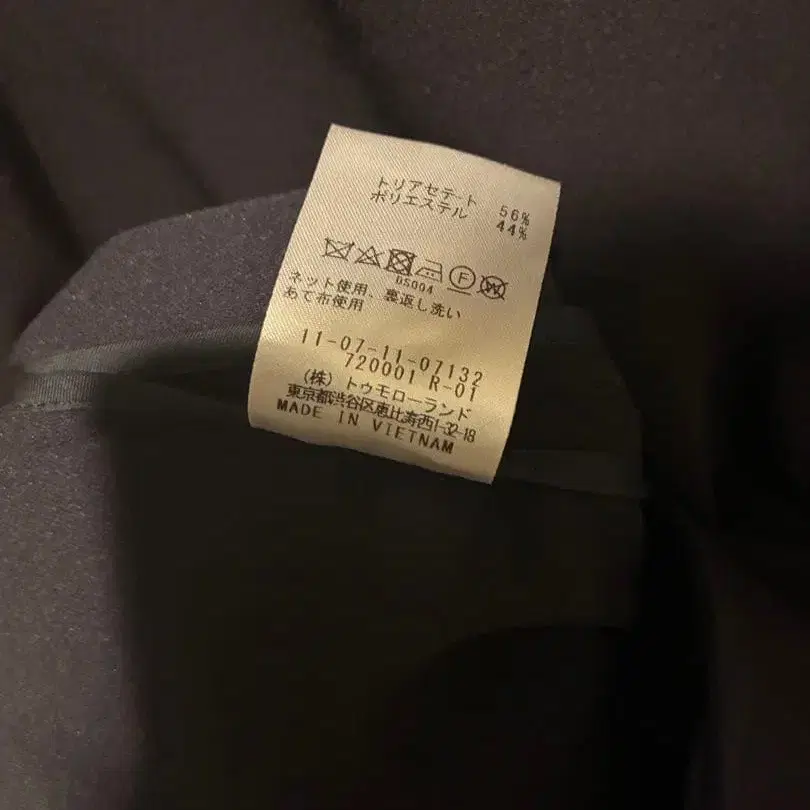 トリアセテート 56%
ポリエステル 44%
F W
DS004
ネット使用、裏返し洗い
あて布使用
11-07-11-07132
720001 R-01
(株) トゥモローランド
東京都渋谷区恵比寿西1-32-18
MADE IN VIETNAM